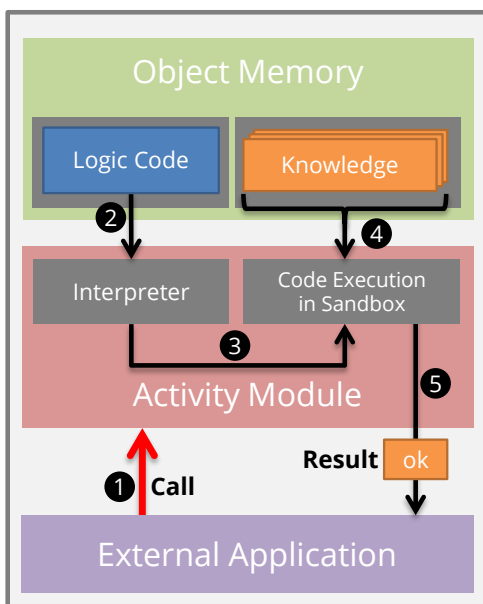 Object Memory
Logic Code
Knowledge
2
4
Interpreter
Code Execution
in Sandbox
3
5
Activity Module
Result
ok
1
Call
External Application